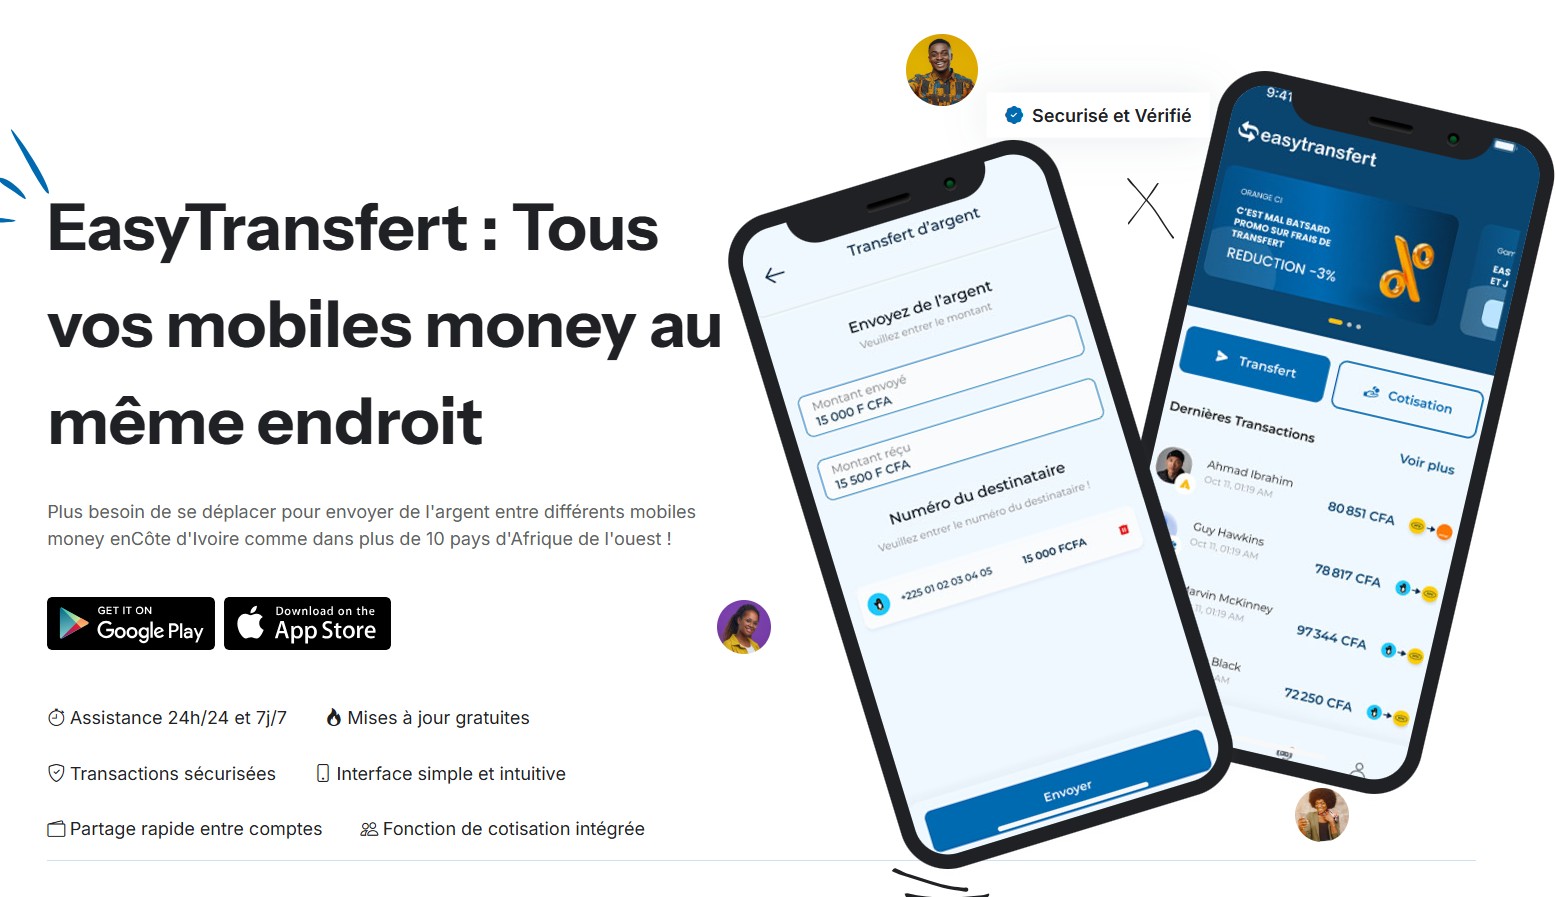 EasyTransfert : Tous
vos mobiles money au
même endroit
Plus besoin de se déplacer pour envoyer de l'argent entre différents mobiles
money enCôte d'Ivoire comme dans plus de 10 pays d'Afrique de l'ouest !
GET IT ON
Google Play
Download on the
App Store
Assistance 24h/24 et 7j/7
Mises à jour gratuites
Transactions sécurisées
Interface simple et intuitive
Partage rapide entre comptes
Fonction de cotisation intégrée
Securisé et Vérifié
Transfert d'argent
Envoyez de l'argent
Veuillez entrer le montant
Montant envoyé
15 000 F CFA
Montant réçu
15 500 F CFA
Numéro du destinataire
Veuillez entrer le numéro du destinataire !
+225 01 02 03 04 05
15 000 FCFA
Envoyer
9:41
easytransfert
ORANGE CI
C'EST MAL BATSARD
PROMO SUR FRAIS DE
TRANSFERT
REDUCTION -3%
EAS
ET J
Transfert
Cotisation
Dernières Transactions
Voir plus
Ahmad Ibrahim
Oct 11, 01:19 AM
80 851 CFA
Guy Hawkins
Oct 11, 01:19 AM
78 817 CFA
arvin McKinney
11, 01:19 AM
97 344 CFA
Black
AM
72 250 CFA